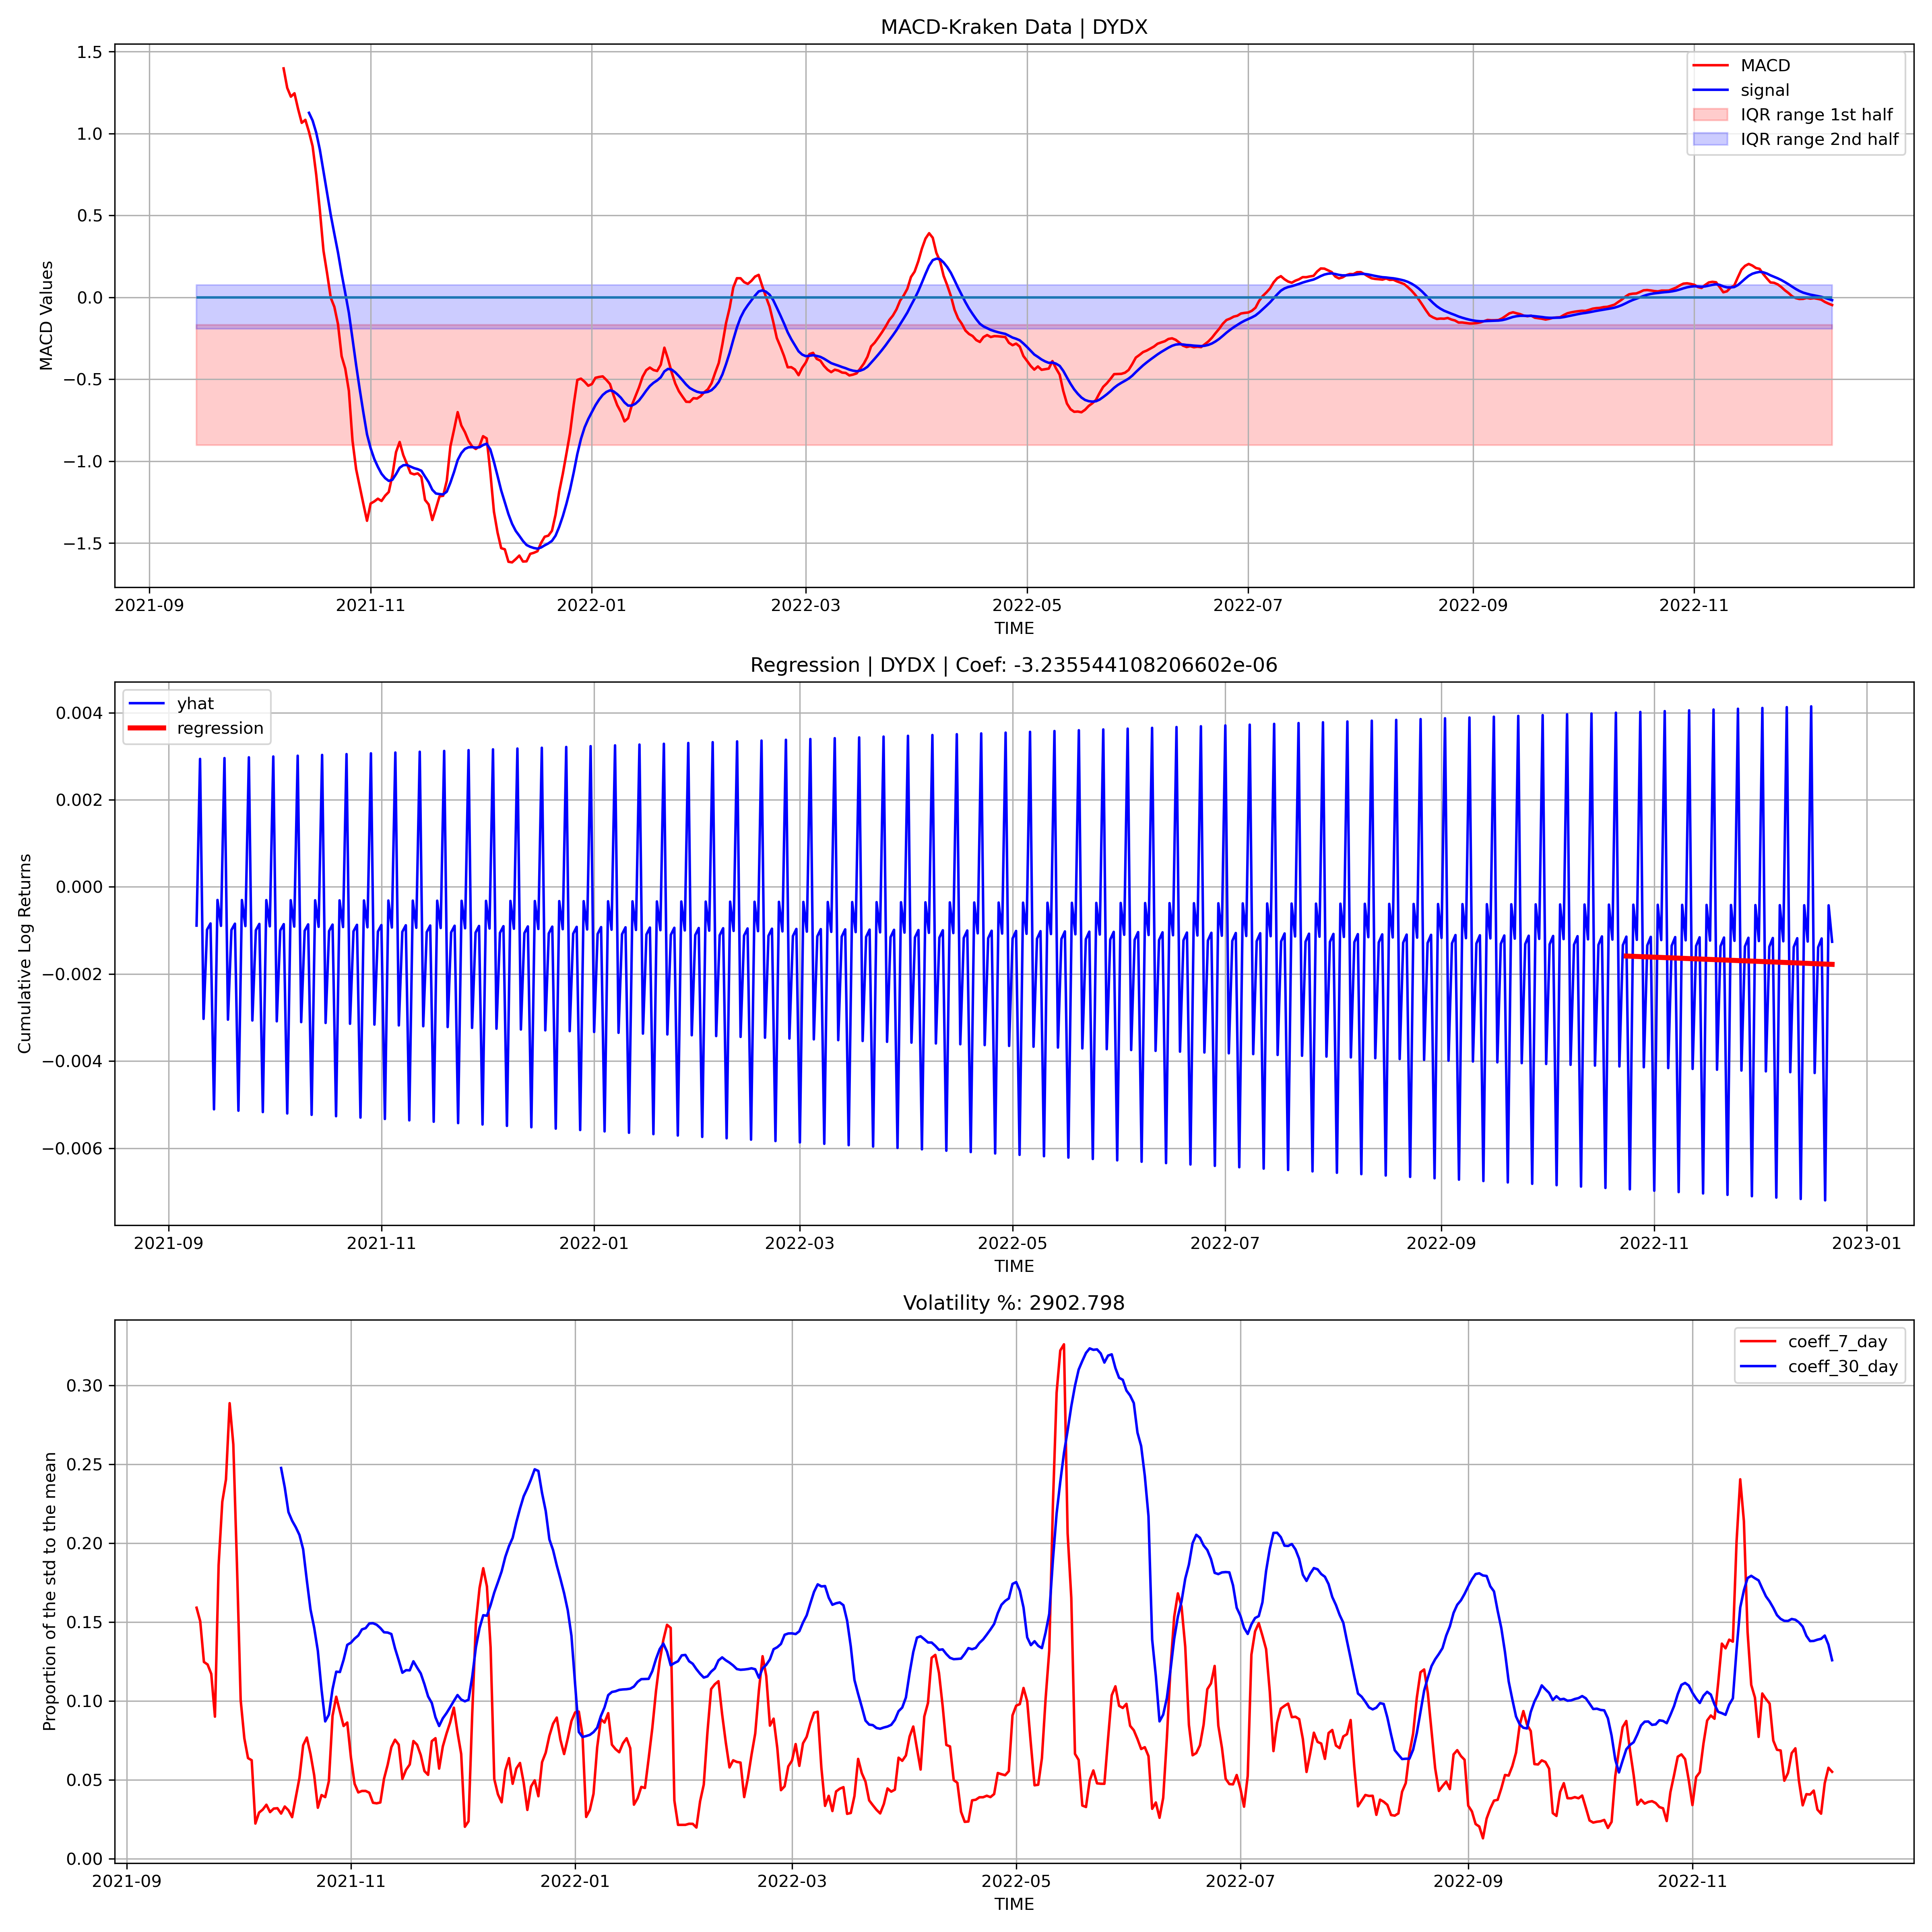 MACD-Kraken Data | DYDX
1.5
1.0
0.5
0.0
−0.5
−1.0
−1.5
MACD Values
MACD
signal
IQR range 1st half
IQR range 2nd half
2021-09 2021-11 2022-01 2022-03 2022-05 2022-07 2022-09 2022-11
TIME
Regression | DYDX | Coef: -3.235544108206602e-06
yhat
regression
0.004
0.002
0.000
−0.002
−0.004
−0.006
Cumulative Log Returns
2021-09 2021-11 2022-01 2022-03 2022-05 2022-07 2022-09 2022-11 2023-01
TIME
Volatility %: 2902.798
coeff_7_day
coeff_30_day
0.30
0.25
0.20
0.15
0.10
0.05
0.00
Proportion of the std to the mean
2021-09 2021-11 2022-01 2022-03 2022-05 2022-07 2022-09 2022-11
TIME